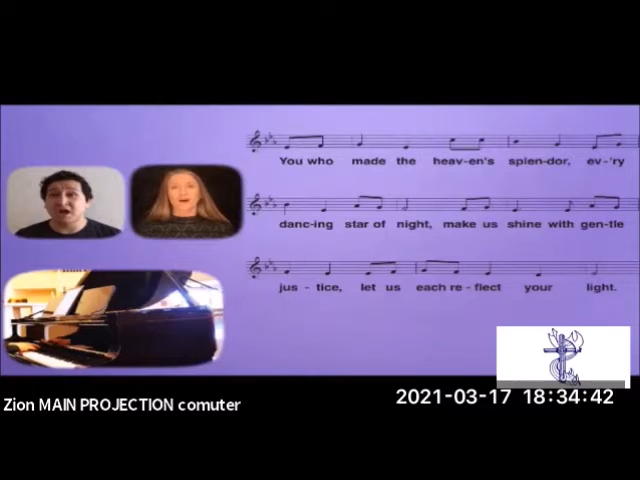 You who made the heav-en's splen-dor, ev-'ry
danc-ing star of night, make us shine with gen-tle
jus - tice, let us each re - flect your light.
Zion MAIN PROJECTION comuter
2021-03-17 18:34:42